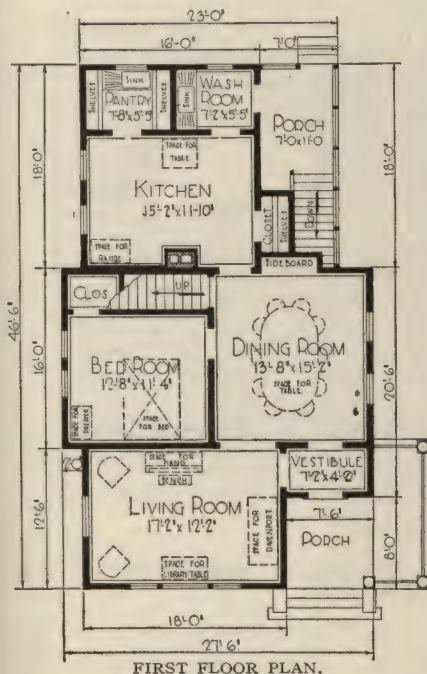 23'-0"
16'-0"
7'-0"
SHELVES
SINK
PANTRY
7'-8"x5'-5"
SHELVES
SINK
WASH
ROOM
7'-2"x5'-5"
PORCH
7'-0x11-0
18'-0"
18'-0"
SPACE FOR
TABLE
KITCHEN
15'-2"x11-10"
SPACE FOR
RANGE
CLOSET
SHELVES
DOWN
SIDEBOARD
46'-6"
CLOS
UP
BED ROOM
SPACE FOR
DRESSER
SPACE
FOR BED
DINING ROOM
13'-8"x15'-2"
SPACE FOR
TABLE
16'-0"
20'-6"
VESTIBULE
7'-2"x4'-2"
2'0
SPACE FOR
PIANO
BENCH
LIVING ROOM
17'-2"x 12'-2"
SPACE FOR
DAVENPORT
SPACE FOR
LIBRARY TABLE
12'-6"
7'-6"
PORCH
8'-0"
18'-0"
27'-6"
FIRST FLOOR PLAN.